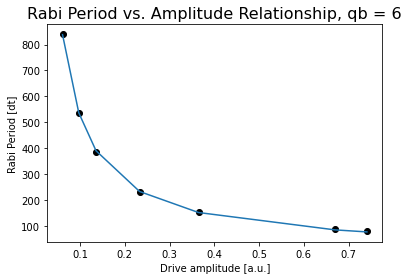 Rabi Period vs. Amplitude Relationship, qb = 6
Rabi Period [dt]
800
700
600
500
400
300
200
100
0.1 0.2 0.3 0.4 0.5 0.6 0.7
Drive amplitude [a.u.]